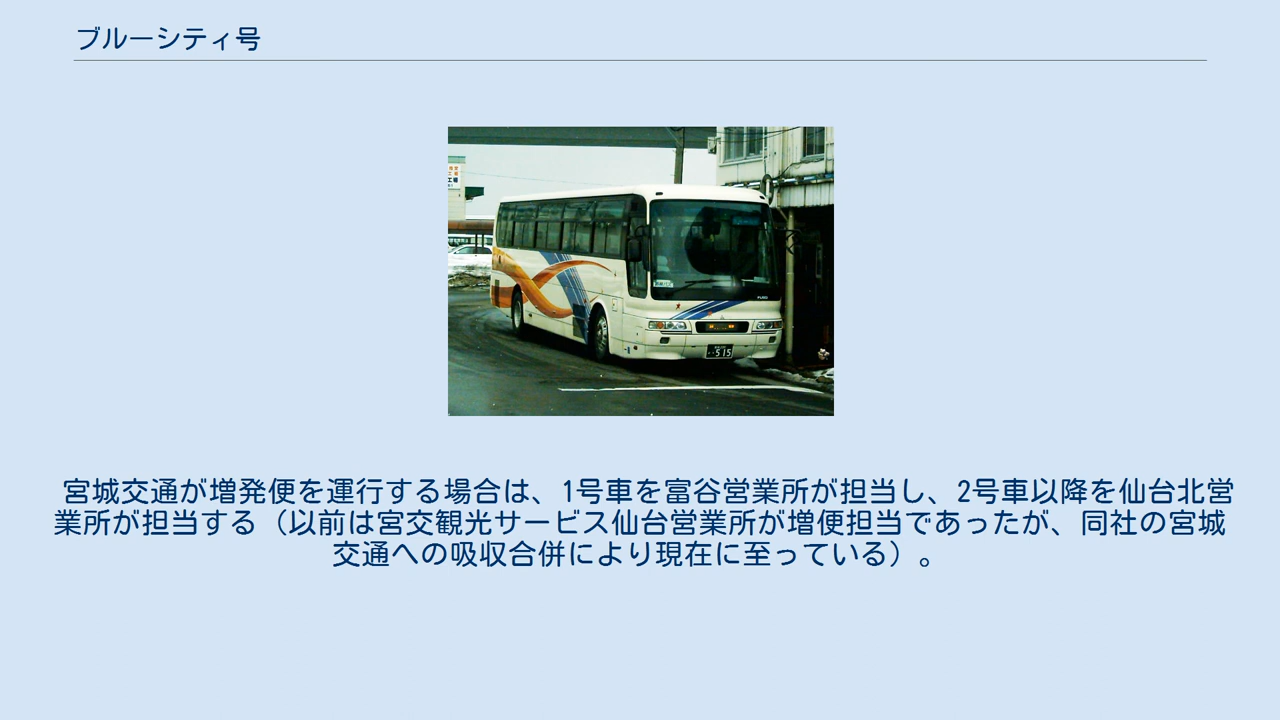 ブルーシティ号
515
宮城交通が増発便を運行する場合は、1号車を富谷営業所が担当し、2号車以降を仙台北営
業所が担当する（以前は宮交観光サービス仙台営業所が増便担当であったが、同社の宮城
交通への吸収合併により現在に至っている）。